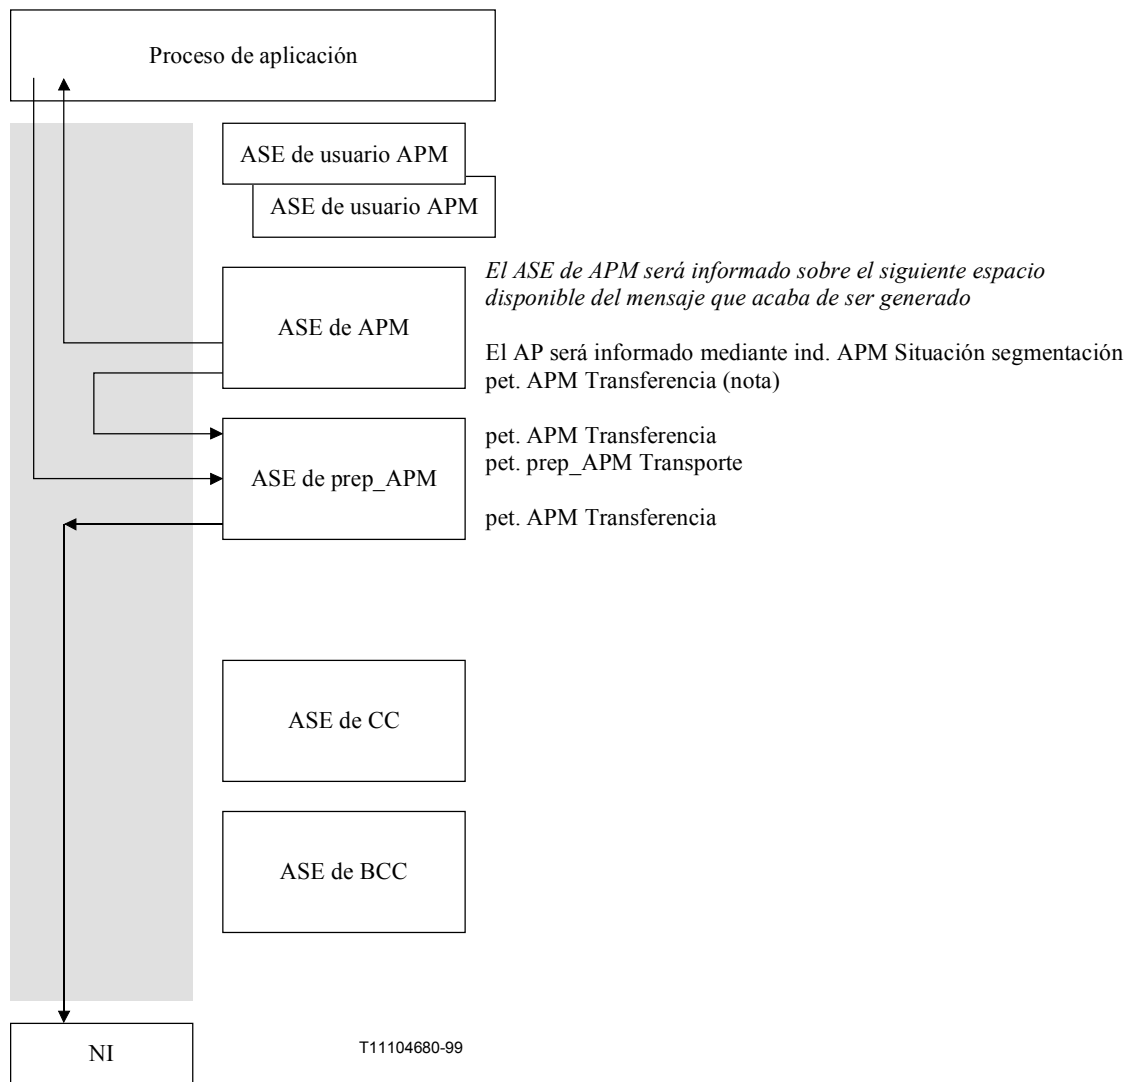 Proceso de aplicación
ASE de usuario APM
ASE de usuario APM
El ASE de APM será informado sobre el siguiente espacio
disponible del mensaje que acaba de ser generado
ASE de APM
El AP será informado mediante ind. APM Situación segmentación
pet. APM Transferencia (nota)
pet. APM Transferencia
pet. prep_APM Transporte
ASE de prep_APM
pet. APM Transferencia
ASE de CC
ASE de BCC
NI
T11104680-99